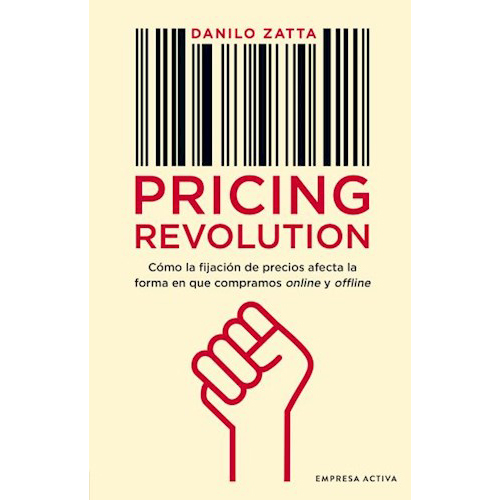 DANILO ZATTA
PRICING
REVOLUTION
Cómo la fijación de precios afecta la
forma en que compramos online y offline
EMPRESA ACTIVA